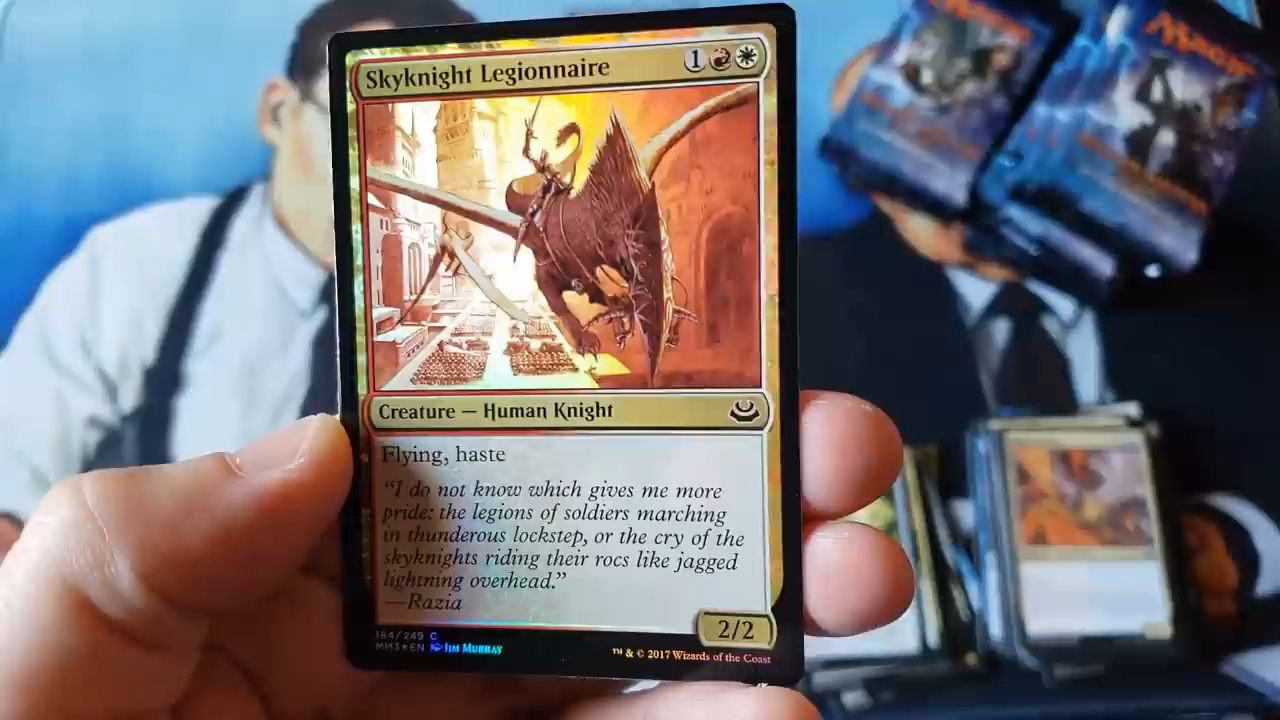 Skyknight Legionnaire 1
Creature — Human Knight
Flying, haste
“I do not know which gives me more
pride: the legions of soldiers marching
in thunderous lockstep, or the cry of the
skyknights riding their rocs like jagged
lightning overhead.”
—Razia
2/2
184/249 C
MM3★EN Jim Murray
™ & © 2017 Wizards of the Coast
Magic